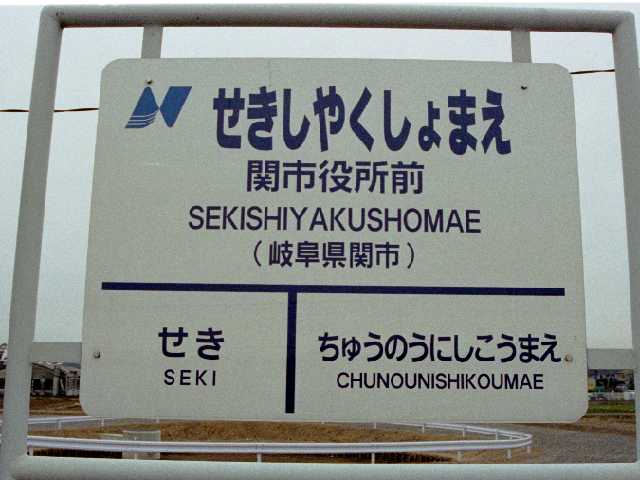 せきしやくしょまえ
関市役所前
SEKISHIYAKUSHOMAE
(岐阜県関市)
せき
SEKI
ちゅうのうにしこうまえ
CHUNOUNISHIKOUMAE